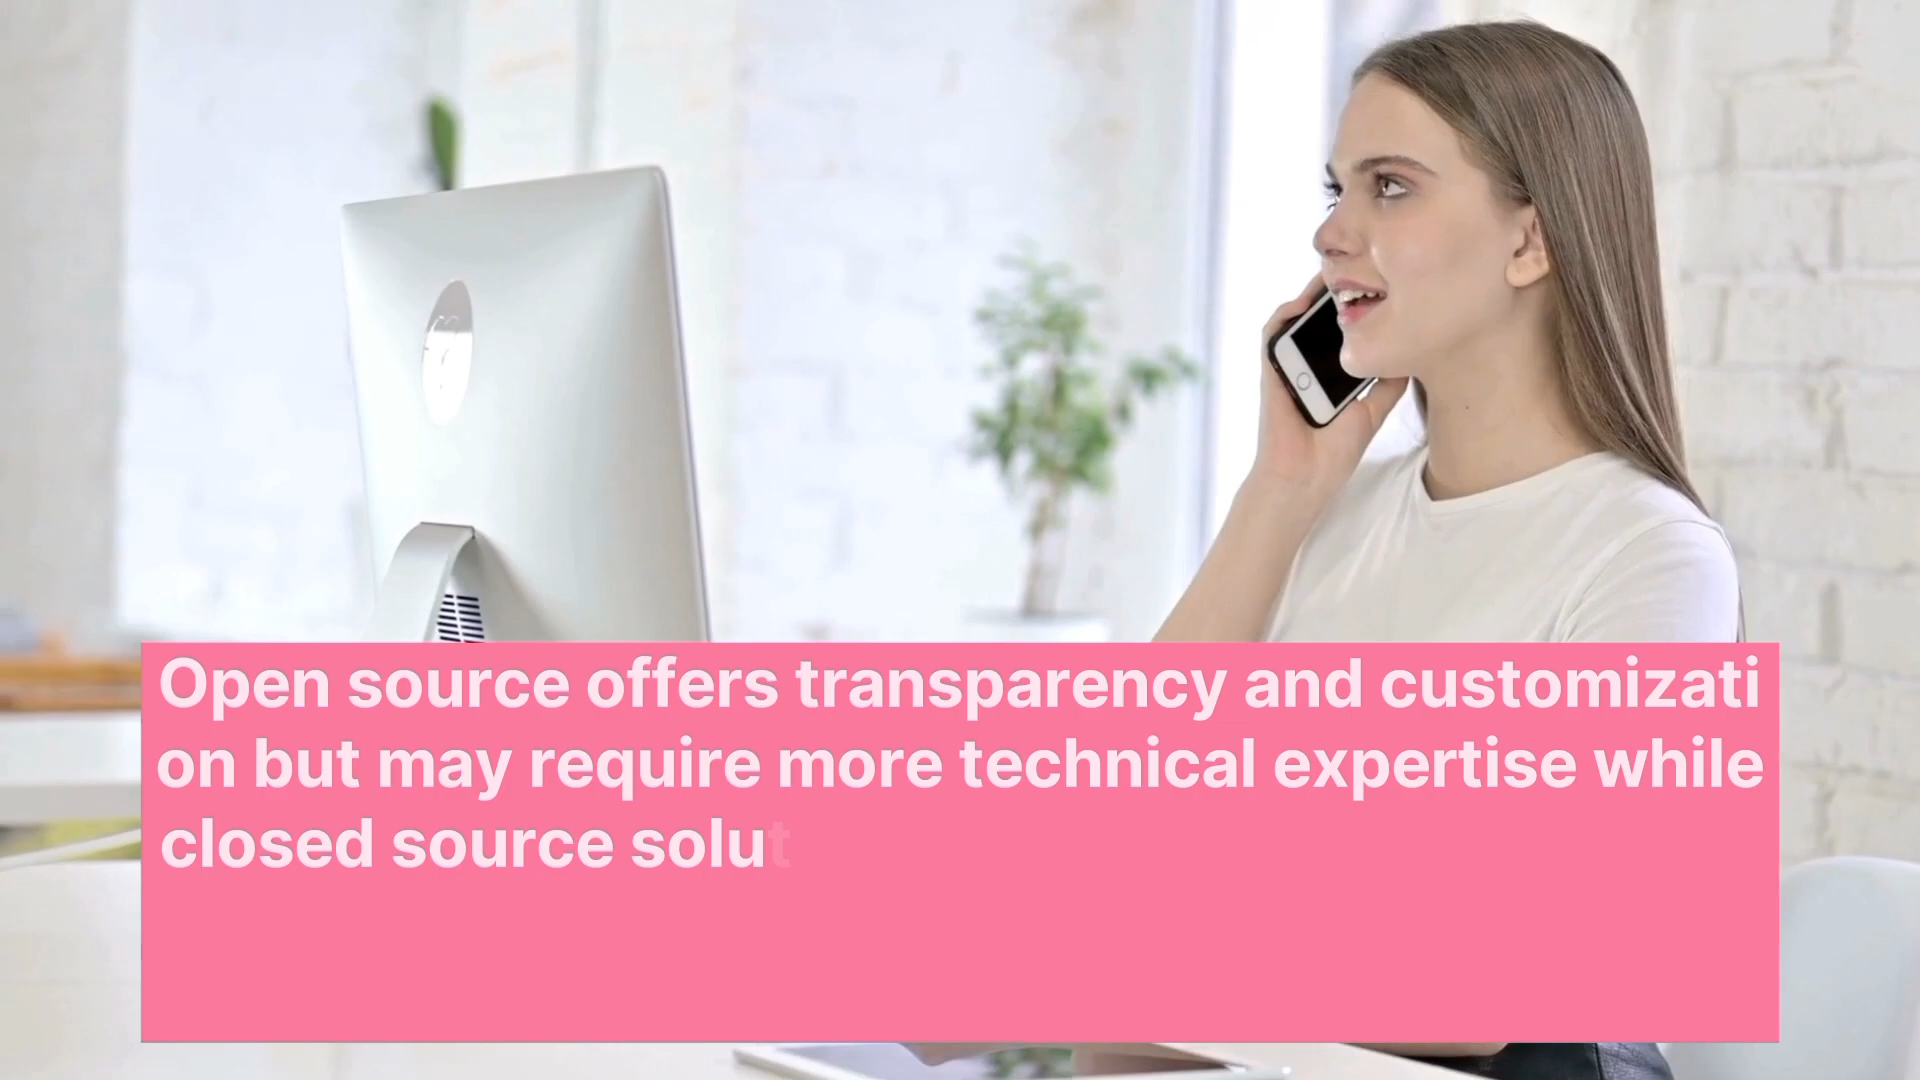 Open source offers transparency and customizati
on but may require more technical expertise while
closed source solut